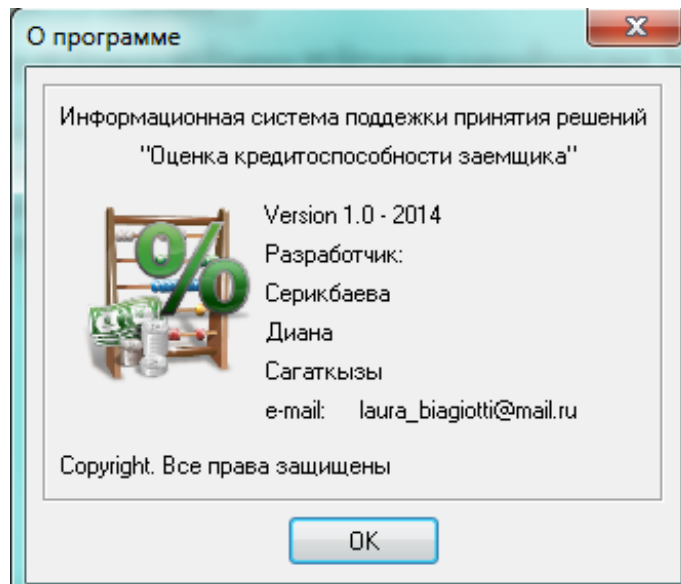 О программе
Информационная система поддежки принятия решений
"Оценка кредитоспособности заемщика"
Version 1.0 - 2014
Разработчик:
Серикбаева
Диана
Сагаткызы
e-mail: laura_biagiotti@mail.ru
Copyright. Все права защищены
OK